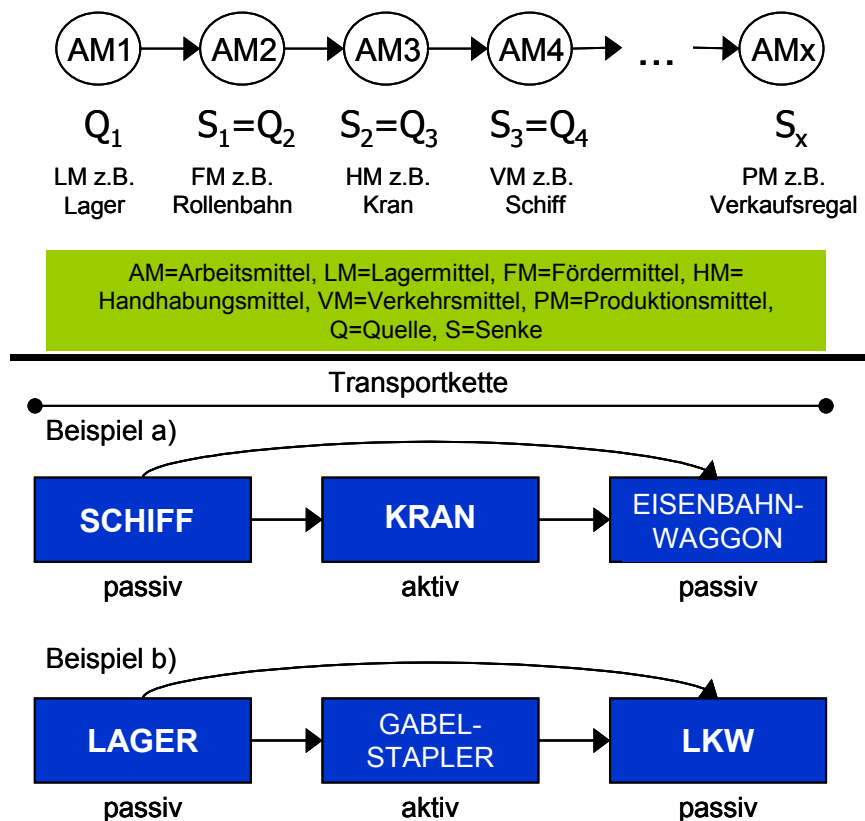 AM1 AM2 AM3 AM4 ... AMx
Q₁ S₁=Q₂ S₂=Q₃ S₃=Q₄ Sₓ
LM z.B. FM z.B. HM z.B. VM z.B. PM z.B.
Lager Rollenbahn Kran Schiff Verkaufsregal
AM=Arbeitsmittel, LM=Lagermittel, FM=Fördermittel, HM=
Handhabungsmittel, VM=Verkehrsmittel, PM=Produktionsmittel,
Q=Quelle, S=Senke
Transportkette
Beispiel a)
SCHIFF KRAN EISENBAHN-
WAGGON
passiv aktiv passiv
Beispiel b)
LAGER GABEL- LKW
STAPLER
passiv aktiv passiv